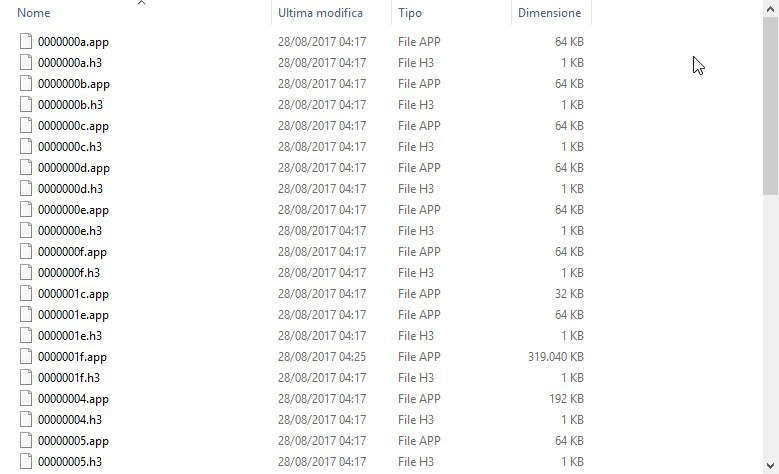 Nome Ultima modifica Tipo Dimensione
0000000a.app 28/08/2017 04:17 File APP 64 KB
0000000a.h3 28/08/2017 04:17 File H3 1 KB
0000000b.app 28/08/2017 04:17 File APP 64 KB
0000000b.h3 28/08/2017 04:17 File H3 1 KB
0000000c.app 28/08/2017 04:17 File APP 64 KB
0000000c.h3 28/08/2017 04:17 File H3 1 KB
0000000d.app 28/08/2017 04:17 File APP 64 KB
0000000d.h3 28/08/2017 04:17 File H3 1 KB
0000000e.app 28/08/2017 04:17 File APP 64 KB
0000000e.h3 28/08/2017 04:17 File H3 1 KB
0000000f.app 28/08/2017 04:17 File APP 64 KB
0000000f.h3 28/08/2017 04:17 File H3 1 KB
0000001c.app 28/08/2017 04:17 File APP 32 KB
0000001e.app 28/08/2017 04:17 File APP 64 KB
0000001e.h3 28/08/2017 04:17 File H3 1 KB
0000001f.app 28/08/2017 04:25 File APP 319.040 KB
0000001f.h3 28/08/2017 04:17 File H3 1 KB
00000004.app 28/08/2017 04:17 File APP 192 KB
00000004.h3 28/08/2017 04:17 File H3 1 KB
00000005.app 28/08/2017 04:17 File APP 64 KB
00000005.h3 28/08/2017 04:17 File H3 1 KB